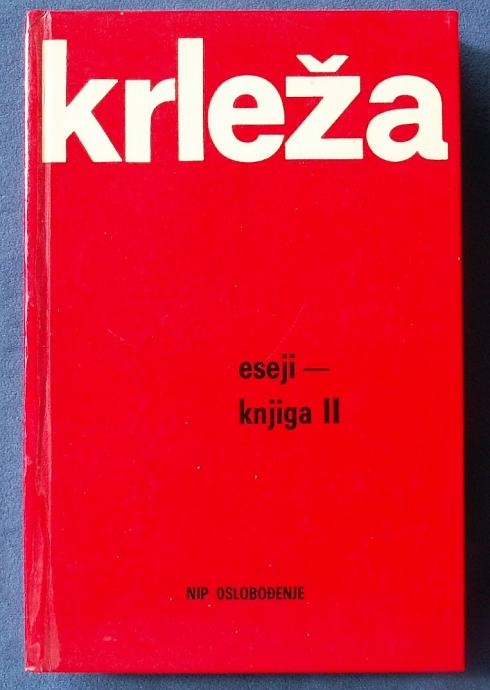 krleža
eseji —
knjiga II
NIP OSLOBOĐENJE